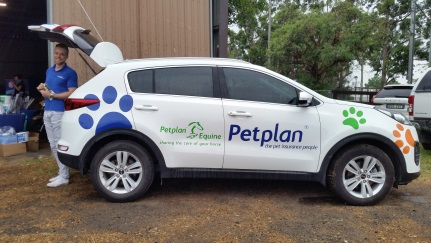 Petplan
Equine
sharing the care of your horse
Petplan®
the pet insurance people